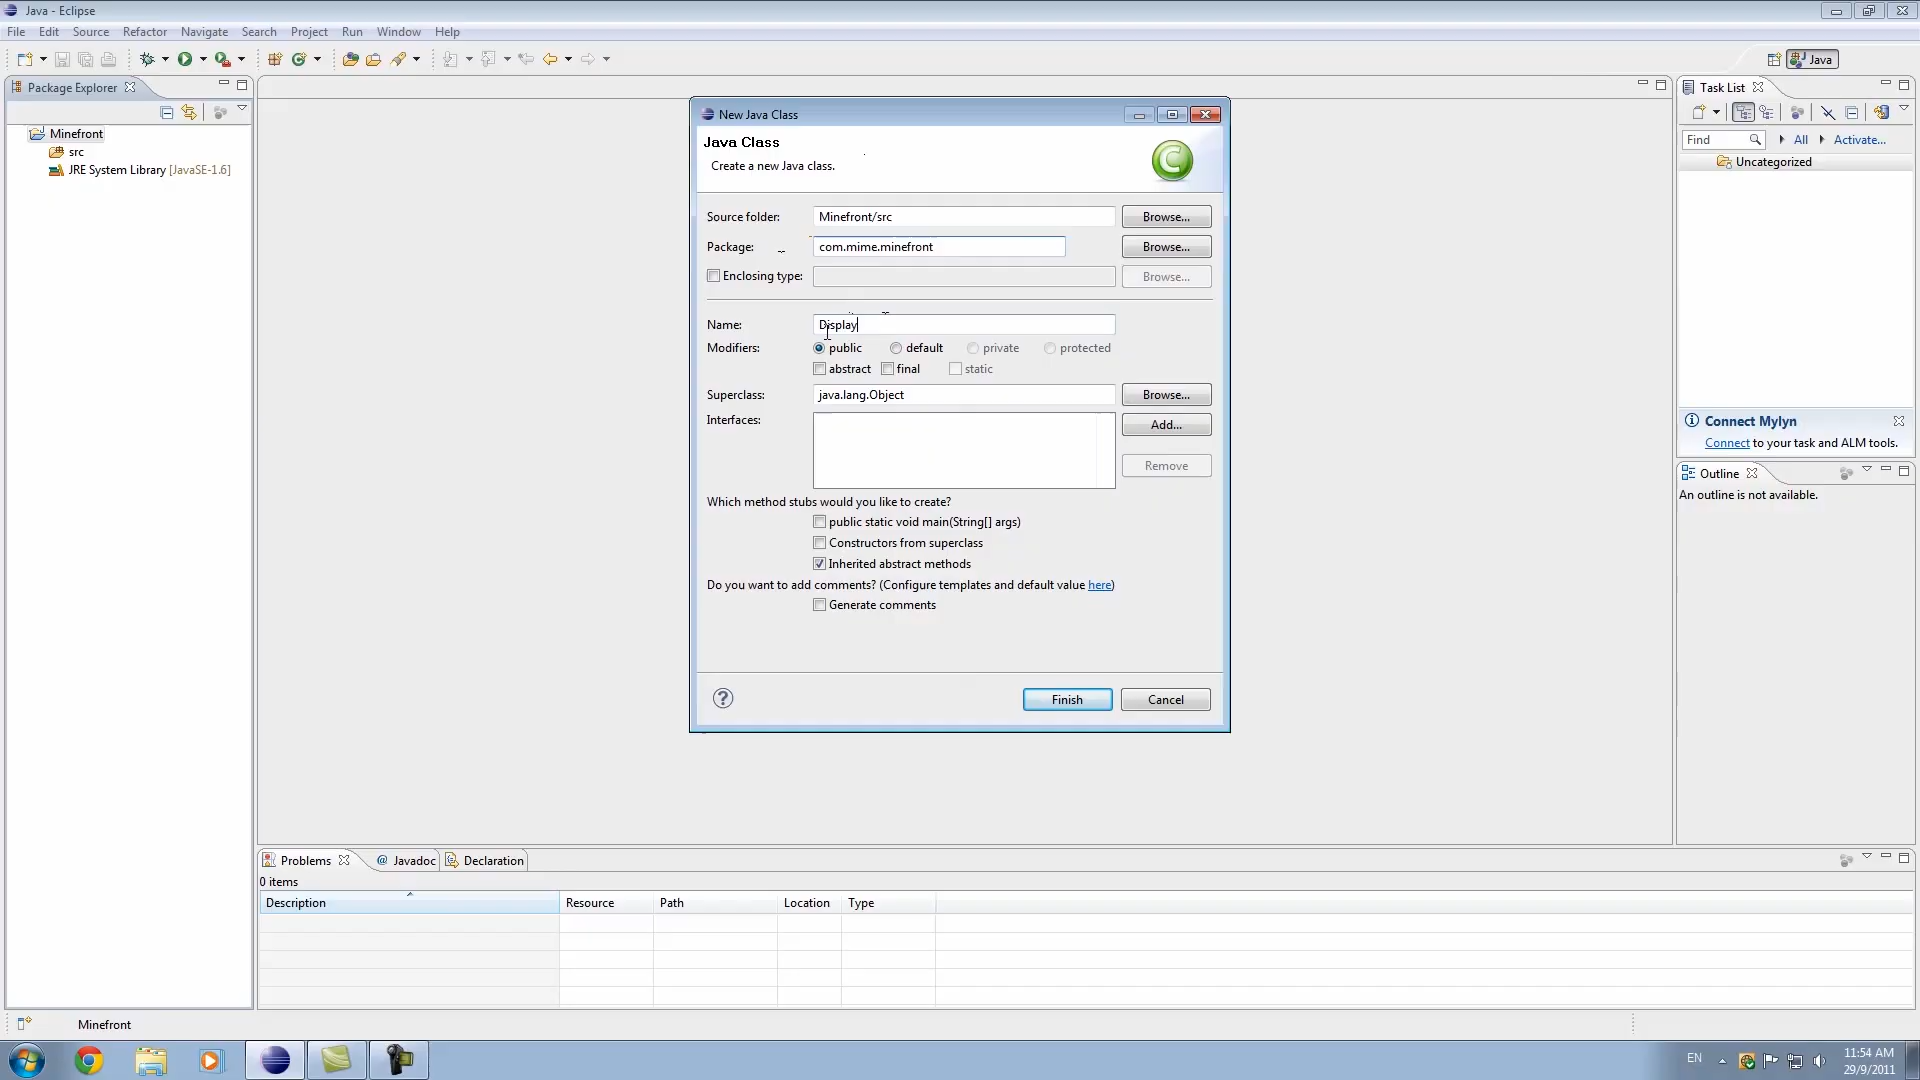 Java - Eclipse
File Edit Source Refactor Navigate Search Project Run Window Help
Java
Package Explorer
Minefront
src
JRE System Library [JavaSE-1.6]
New Java Class
Java Class
Create a new Java class.
C
Source folder: Minefront/src Browse...
Package: com.mime.minefront Browse...
Enclosing type: Browse...
Name: Display
Modifiers: public default private protected
abstract final static
Superclass: java.lang.Object Browse...
Interfaces: Add...
Remove
Which method stubs would you like to create?
public static void main(String[] args)
Constructors from superclass
Inherited abstract methods
Do you want to add comments? (Configure templates and default value here)
Generate comments
? Finish Cancel
Task List
Find All Activate...
Uncategorized
Connect Mylyn
Connect to your task and ALM tools.
Outline
An outline is not available.
Problems @ Javadoc Declaration
0 items
Description Resource Path Location Type
Minefront
EN 11:54 AM
29/9/2011